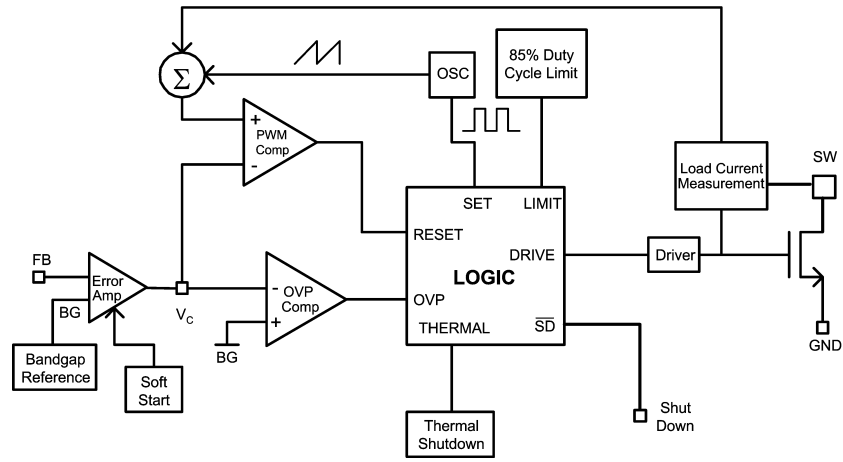 Σ
OSC
85% Duty
Cycle Limit
+
PWM
Comp
-
Load Current
Measurement
SW
SET
LIMIT
RESET
DRIVE
Driver
LOGIC
FB
Error
Amp
BG
V_C
-
OVP
Comp
+
BG
OVP
THERMAL
SD
GND
Bandgap
Reference
Soft
Start
Thermal
Shutdown
Shut
Down